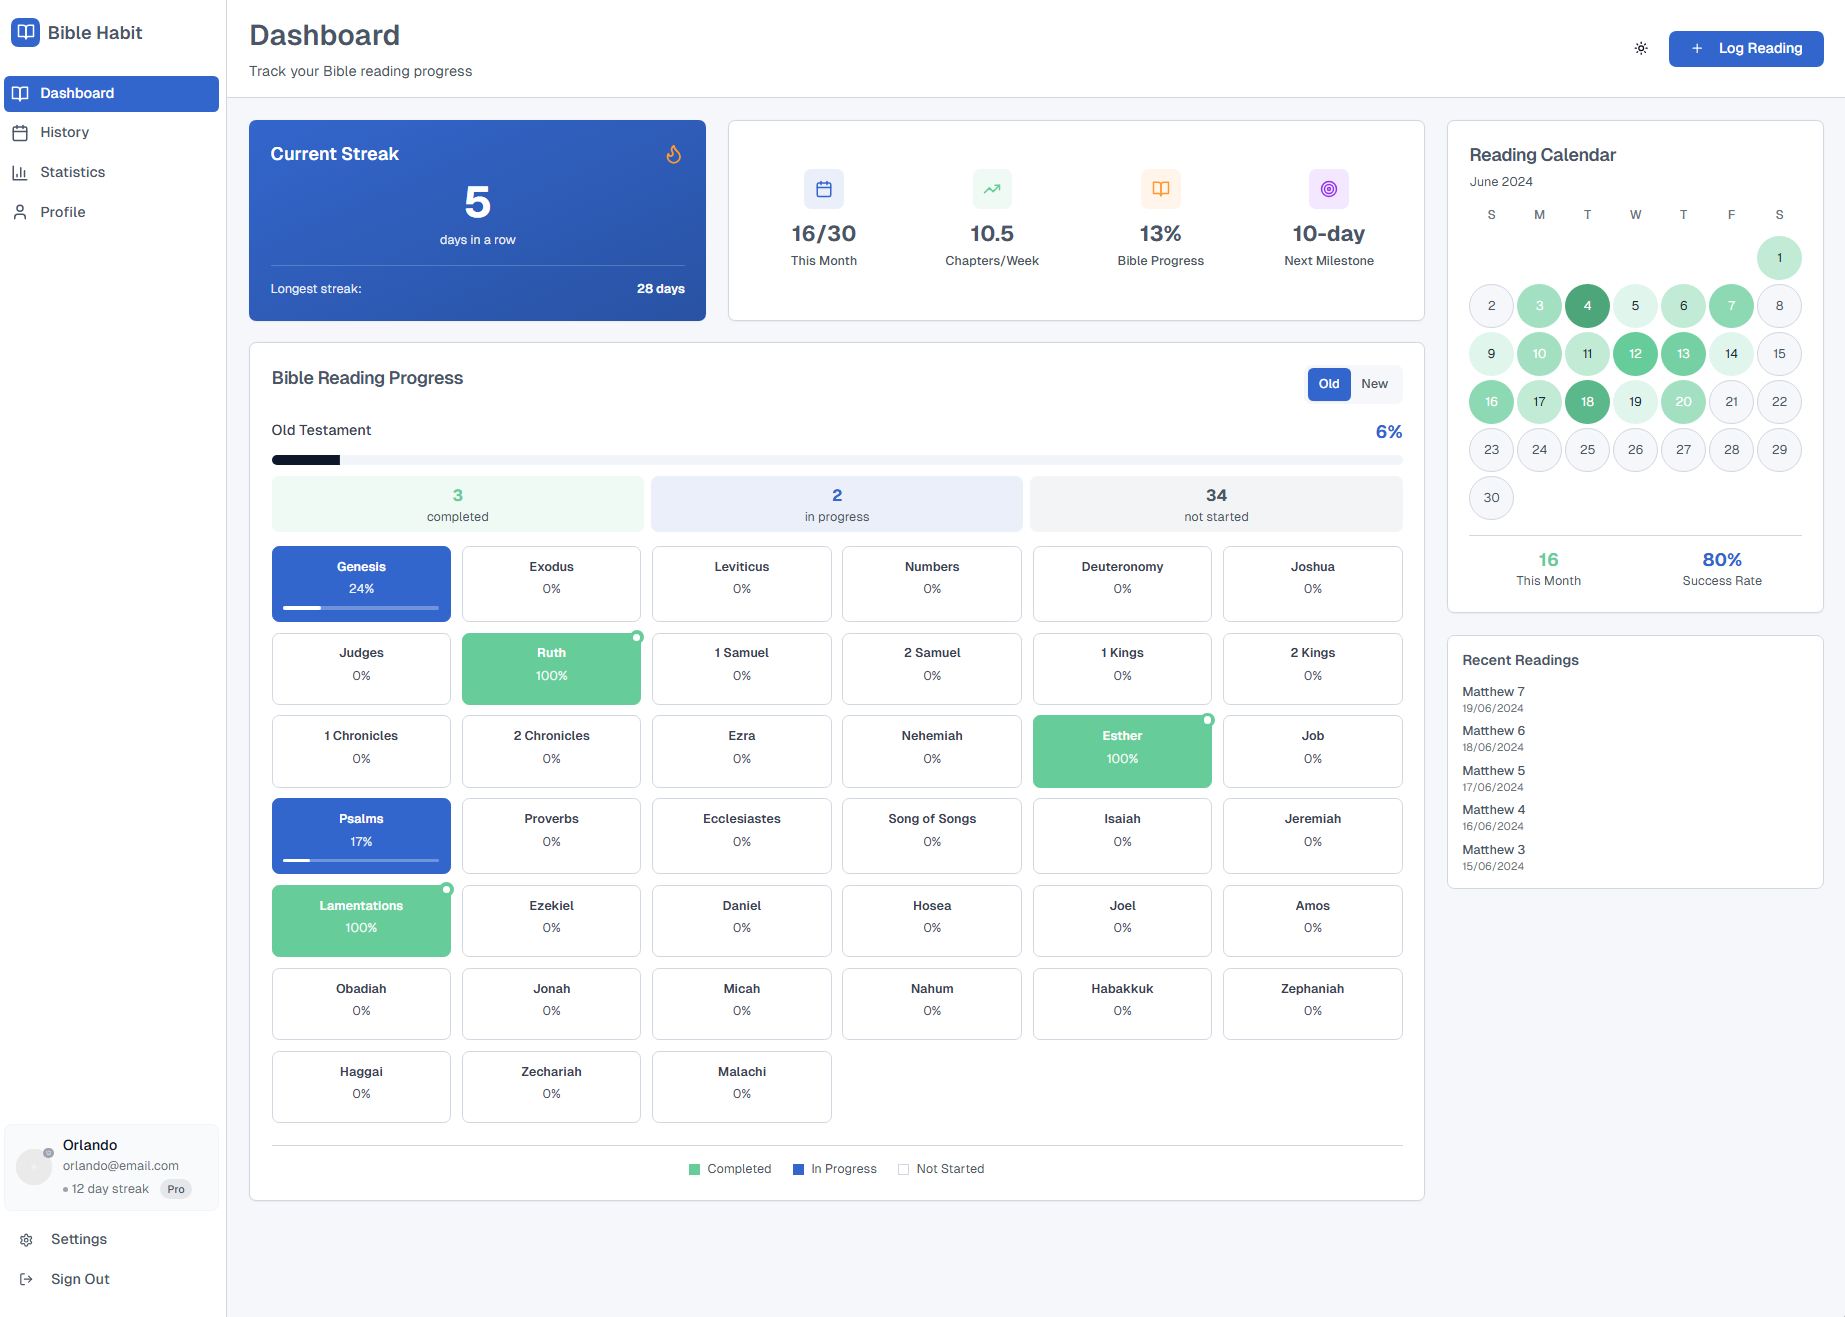 Bible Habit
Dashboard
History
Statistics
Profile
Orlando
orlando@email.com
12 day streak Pro
Settings
Sign Out
Dashboard
Track your Bible reading progress
Log Reading
Current Streak
5
days in a row
Longest streak: 28 days
16/30
This Month
10.5
Chapters/Week
13%
Bible Progress
10-day
Next Milestone
Bible Reading Progress
Old New
Old Testament 6%
3
completed
2
in progress
34
not started
Genesis
24%
Exodus
0%
Leviticus
0%
Numbers
0%
Deuteronomy
0%
Joshua
0%
Judges
0%
Ruth
100%
1 Samuel
0%
2 Samuel
0%
1 Kings
0%
2 Kings
0%
1 Chronicles
0%
2 Chronicles
0%
Ezra
0%
Nehemiah
0%
Esther
100%
Job
0%
Psalms
17%
Proverbs
0%
Ecclesiastes
0%
Song of Songs
0%
Isaiah
0%
Jeremiah
0%
Lamentations
100%
Ezekiel
0%
Daniel
0%
Hosea
0%
Joel
0%
Amos
0%
Obadiah
0%
Jonah
0%
Micah
0%
Nahum
0%
Habakkuk
0%
Zephaniah
0%
Haggai
0%
Zechariah
0%
Malachi
0%
Completed In Progress Not Started
Reading Calendar
June 2024
S M T W T F S
1
2 3 4 5 6 7 8
9 10 11 12 13 14 15
16 17 18 19 20 21 22
23 24 25 26 27 28 29
30
16
This Month
80%
Success Rate
Recent Readings
Matthew 7
19/06/2024
Matthew 6
18/06/2024
Matthew 5
17/06/2024
Matthew 4
16/06/2024
Matthew 3
15/06/2024